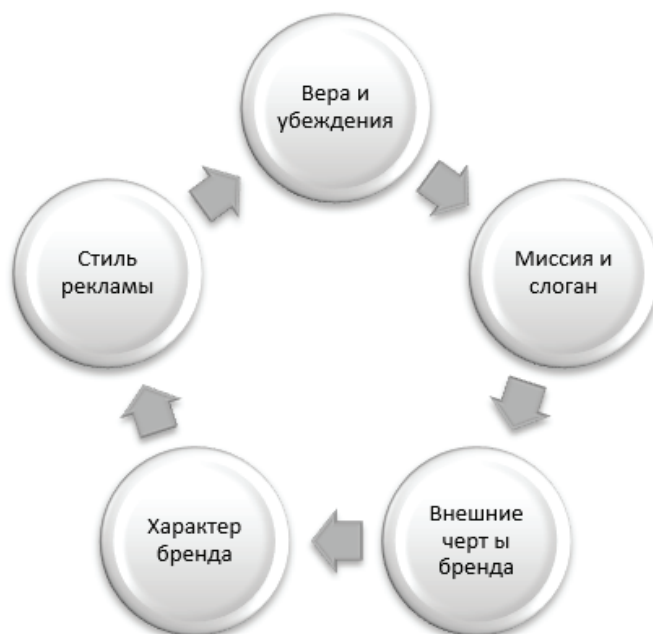 Вера и
убеждения
Миссия и
слоган
Внешние
черт ы
бренда
Характер
бренда
Стиль
рекламы